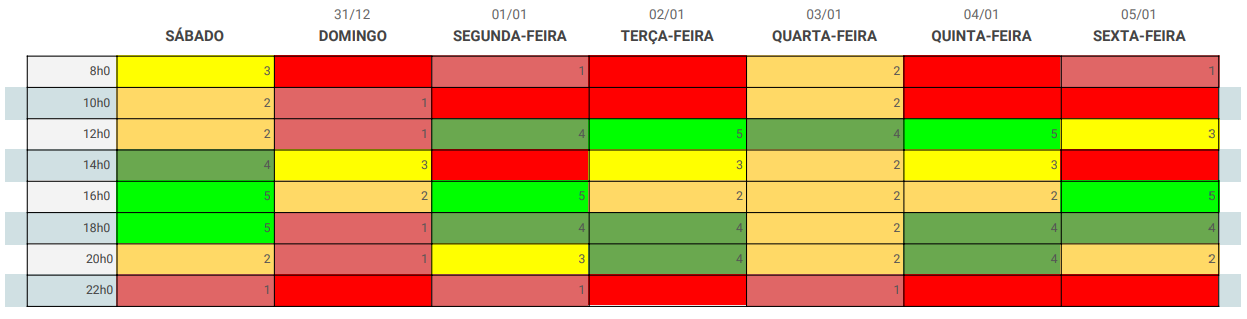 31/12 01/01 02/01 03/01 04/01 05/01
SÁBADO DOMINGO SEGUNDA-FEIRA TERÇA-FEIRA QUARTA-FEIRA QUINTA-FEIRA SEXTA-FEIRA
8h0 3 1 2 1
10h0 2 1 2
12h0 2 1 4 5 4 5 3
14h0 4 3 3 2 3
16h0 5 2 5 2 2 2 5
18h0 5 1 4 4 2 4 4
20h0 2 1 3 4 2 4 2
22h0 1 1 1